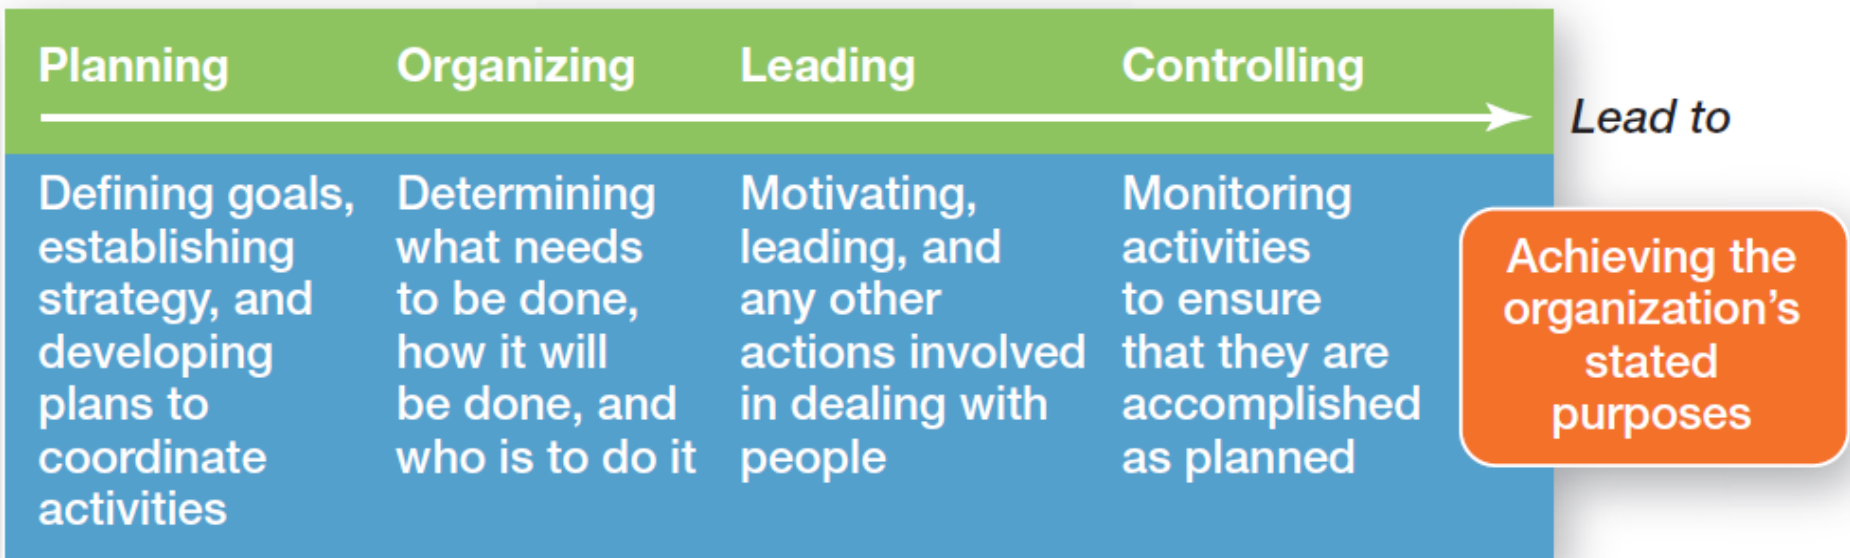 Planning
Organizing
Leading
Controlling
Lead to
Defining goals,
establishing
strategy, and
developing
plans to
coordinate
activities
Determining
what needs
to be done,
how it will
be done, and
who is to do it
Motivating,
leading, and
any other
actions involved
in dealing with
people
Monitoring
activities
to ensure
that they are
accomplished
as planned
Achieving the
organization's
stated
purposes